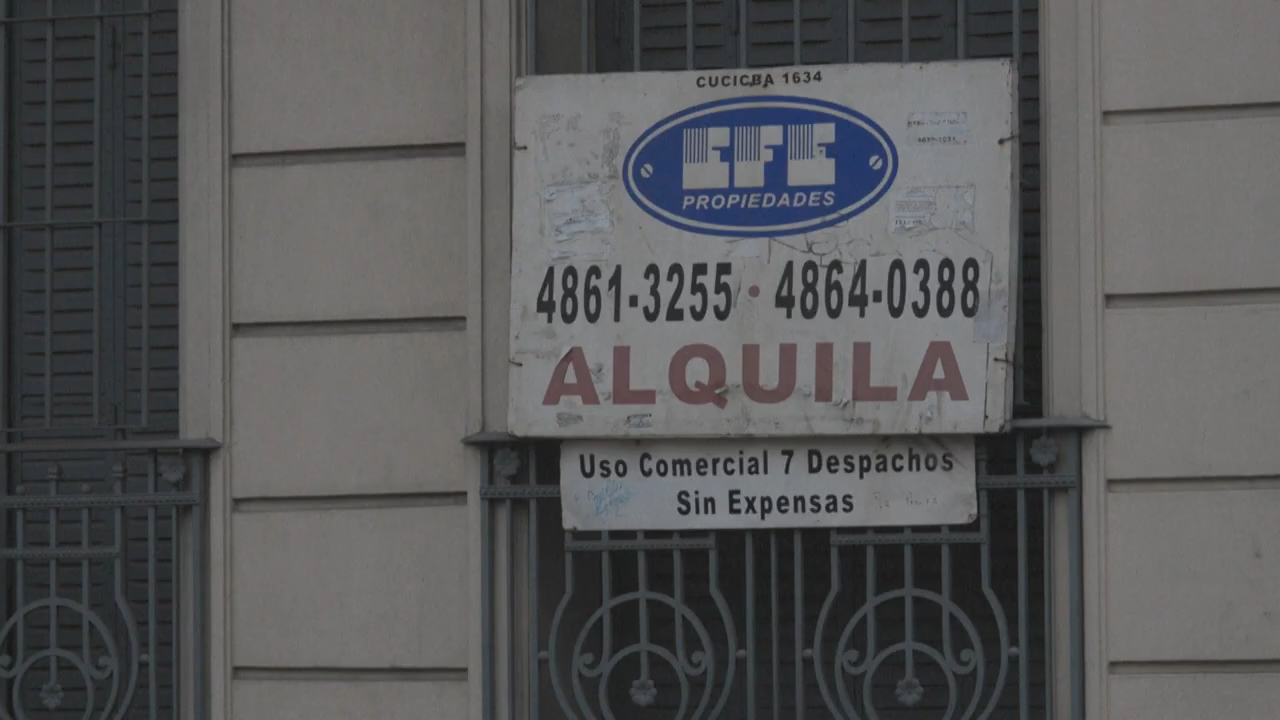 CUCICBA 1634
EFE
PROPIEDADES
4861-3255 · 4864-0388
ALQUILA
Uso Comercial 7 Despachos
Sin Expensas